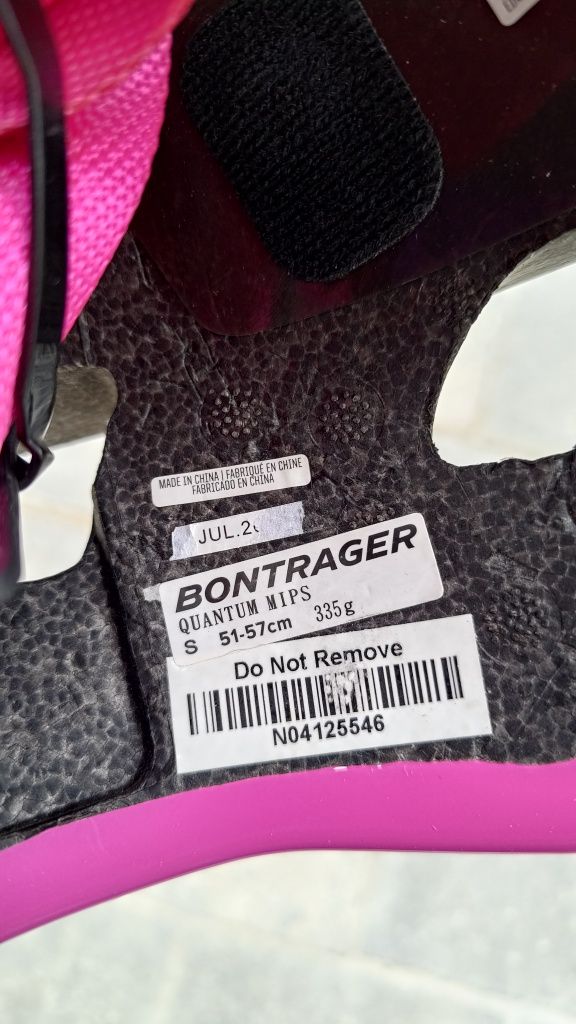 MADE IN CHINA | FABRIQUÉ EN CHINE
FABRICADO EN CHINA
JUL.2
BONTRAGER
QUANTUM MIPS
S 51-57cm 335g
Do Not Remove
N04125546